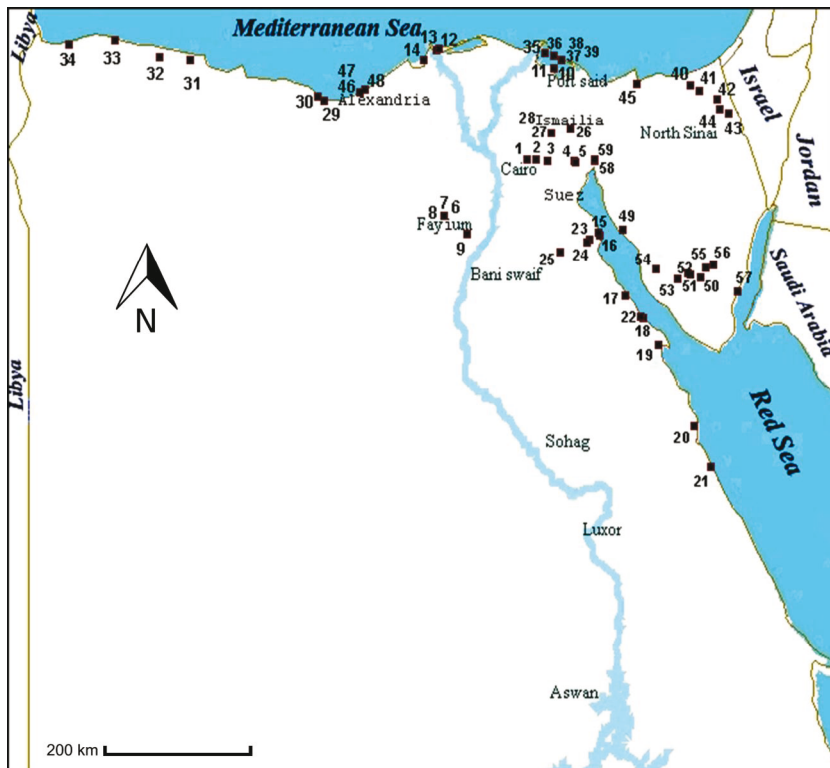 Mediterranean Sea
Libya
34
33
32
31
30
29
47
46
48
Alexandria
13
12
14
35
36
38
37
39
11
10
Port said
45
40
41
42
44
43
North Sinai
Israel
Jordan
28
27
26
Ismailia
1
2
3
4
5
59
58
Cairo
Suez
7
8
6
Fayium
9
15
23
16
24
25
49
Bani swaif
54
55
56
52
53
51
50
57
Saudi Arabia
17
22
18
19
N
Libya
20
21
Red Sea
Sohag
Luxor
Aswan
200 km